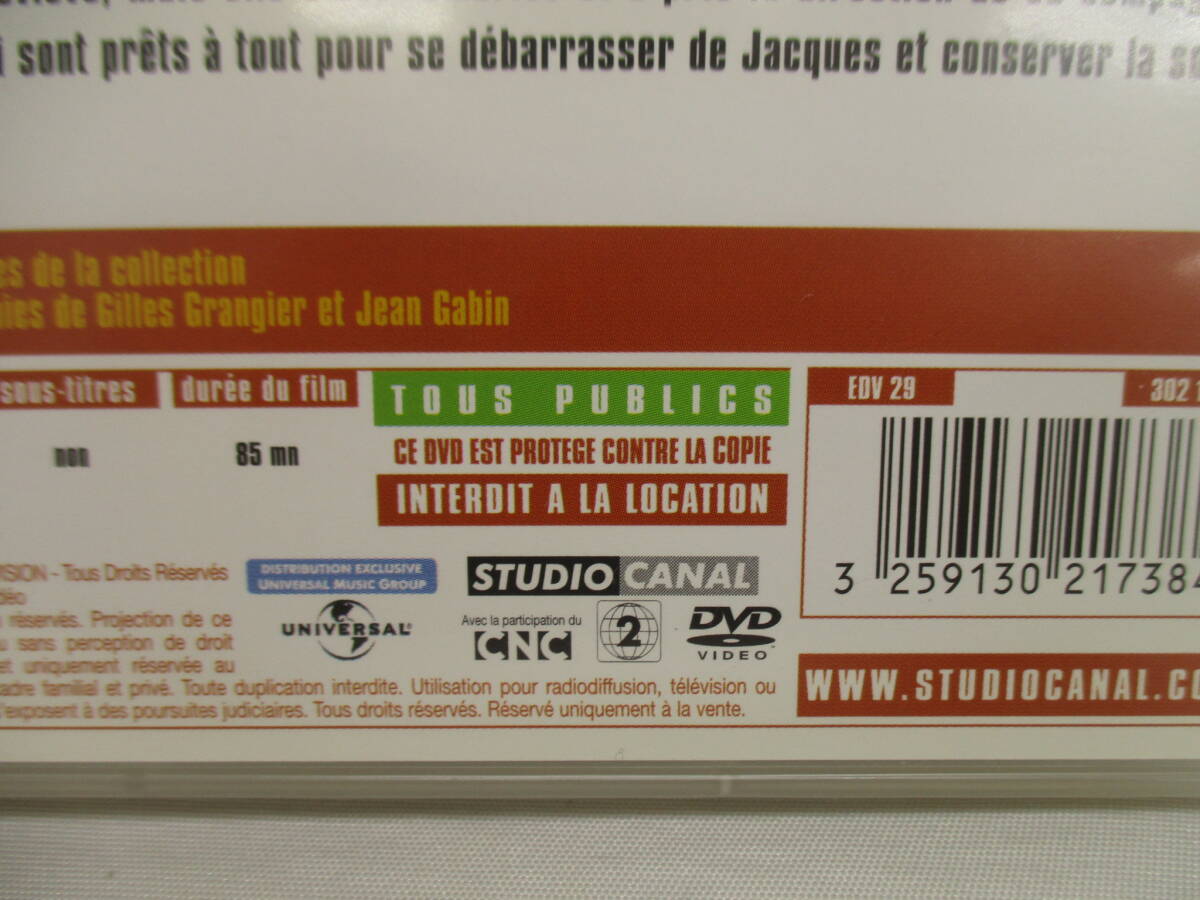 sont prêts à tout pour se débarrasser de Jacques et conserver la
de la collection
de Gilles Grangier et Jean Gabin
sous-titres
durée du film
non
85 mn
TOUS PUBLICS
CE DVD EST PROTEGE CONTRE LA COPIE
INTERDIT A LA LOCATION
EDV 29
302
3 259130 217384
- Tous Droits Réservés
réservés. Projection de ce
sans perception de droit
et uniquement réservée au
familial et privé. Toute duplication interdite. Utilisation pour radiodiffusion, télévision ou
s'exposent à des poursuites judiciaires. Tous droits réservés. Réservé uniquement à la vente.
DISTRIBUTION EXCLUSIVE
UNIVERSAL MUSIC GROUP
UNIVERSAL
STUDIO CANAL
Avec la participation du
CNC
2
DVD
VIDEO
WWW.STUDIOCANAL.CO